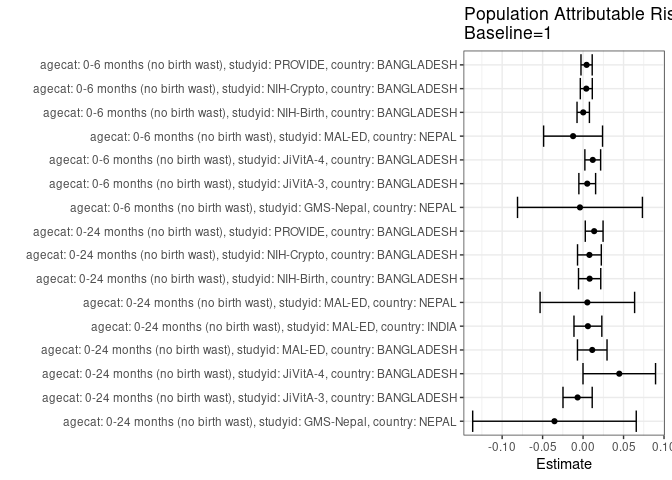 Population Attributable Ris
Baseline=1
agecat: 0-6 months (no birth wast), studyid: PROVIDE, country: BANGLADESH
agecat: 0-6 months (no birth wast), studyid: NIH-Crypto, country: BANGLADESH
agecat: 0-6 months (no birth wast), studyid: NIH-Birth, country: BANGLADESH
agecat: 0-6 months (no birth wast), studyid: MAL-ED, country: NEPAL
agecat: 0-6 months (no birth wast), studyid: JiVitA-4, country: BANGLADESH
agecat: 0-6 months (no birth wast), studyid: JiVitA-3, country: BANGLADESH
agecat: 0-6 months (no birth wast), studyid: GMS-Nepal, country: NEPAL
agecat: 0-24 months (no birth wast), studyid: PROVIDE, country: BANGLADESH
agecat: 0-24 months (no birth wast), studyid: NIH-Crypto, country: BANGLADESH
agecat: 0-24 months (no birth wast), studyid: NIH-Birth, country: BANGLADESH
agecat: 0-24 months (no birth wast), studyid: MAL-ED, country: NEPAL
agecat: 0-24 months (no birth wast), studyid: MAL-ED, country: INDIA
agecat: 0-24 months (no birth wast), studyid: MAL-ED, country: BANGLADESH
agecat: 0-24 months (no birth wast), studyid: JiVitA-4, country: BANGLADESH
agecat: 0-24 months (no birth wast), studyid: JiVitA-3, country: BANGLADESH
agecat: 0-24 months (no birth wast), studyid: GMS-Nepal, country: NEPAL
-0.10 -0.05 0.00 0.05 0.10
Estimate